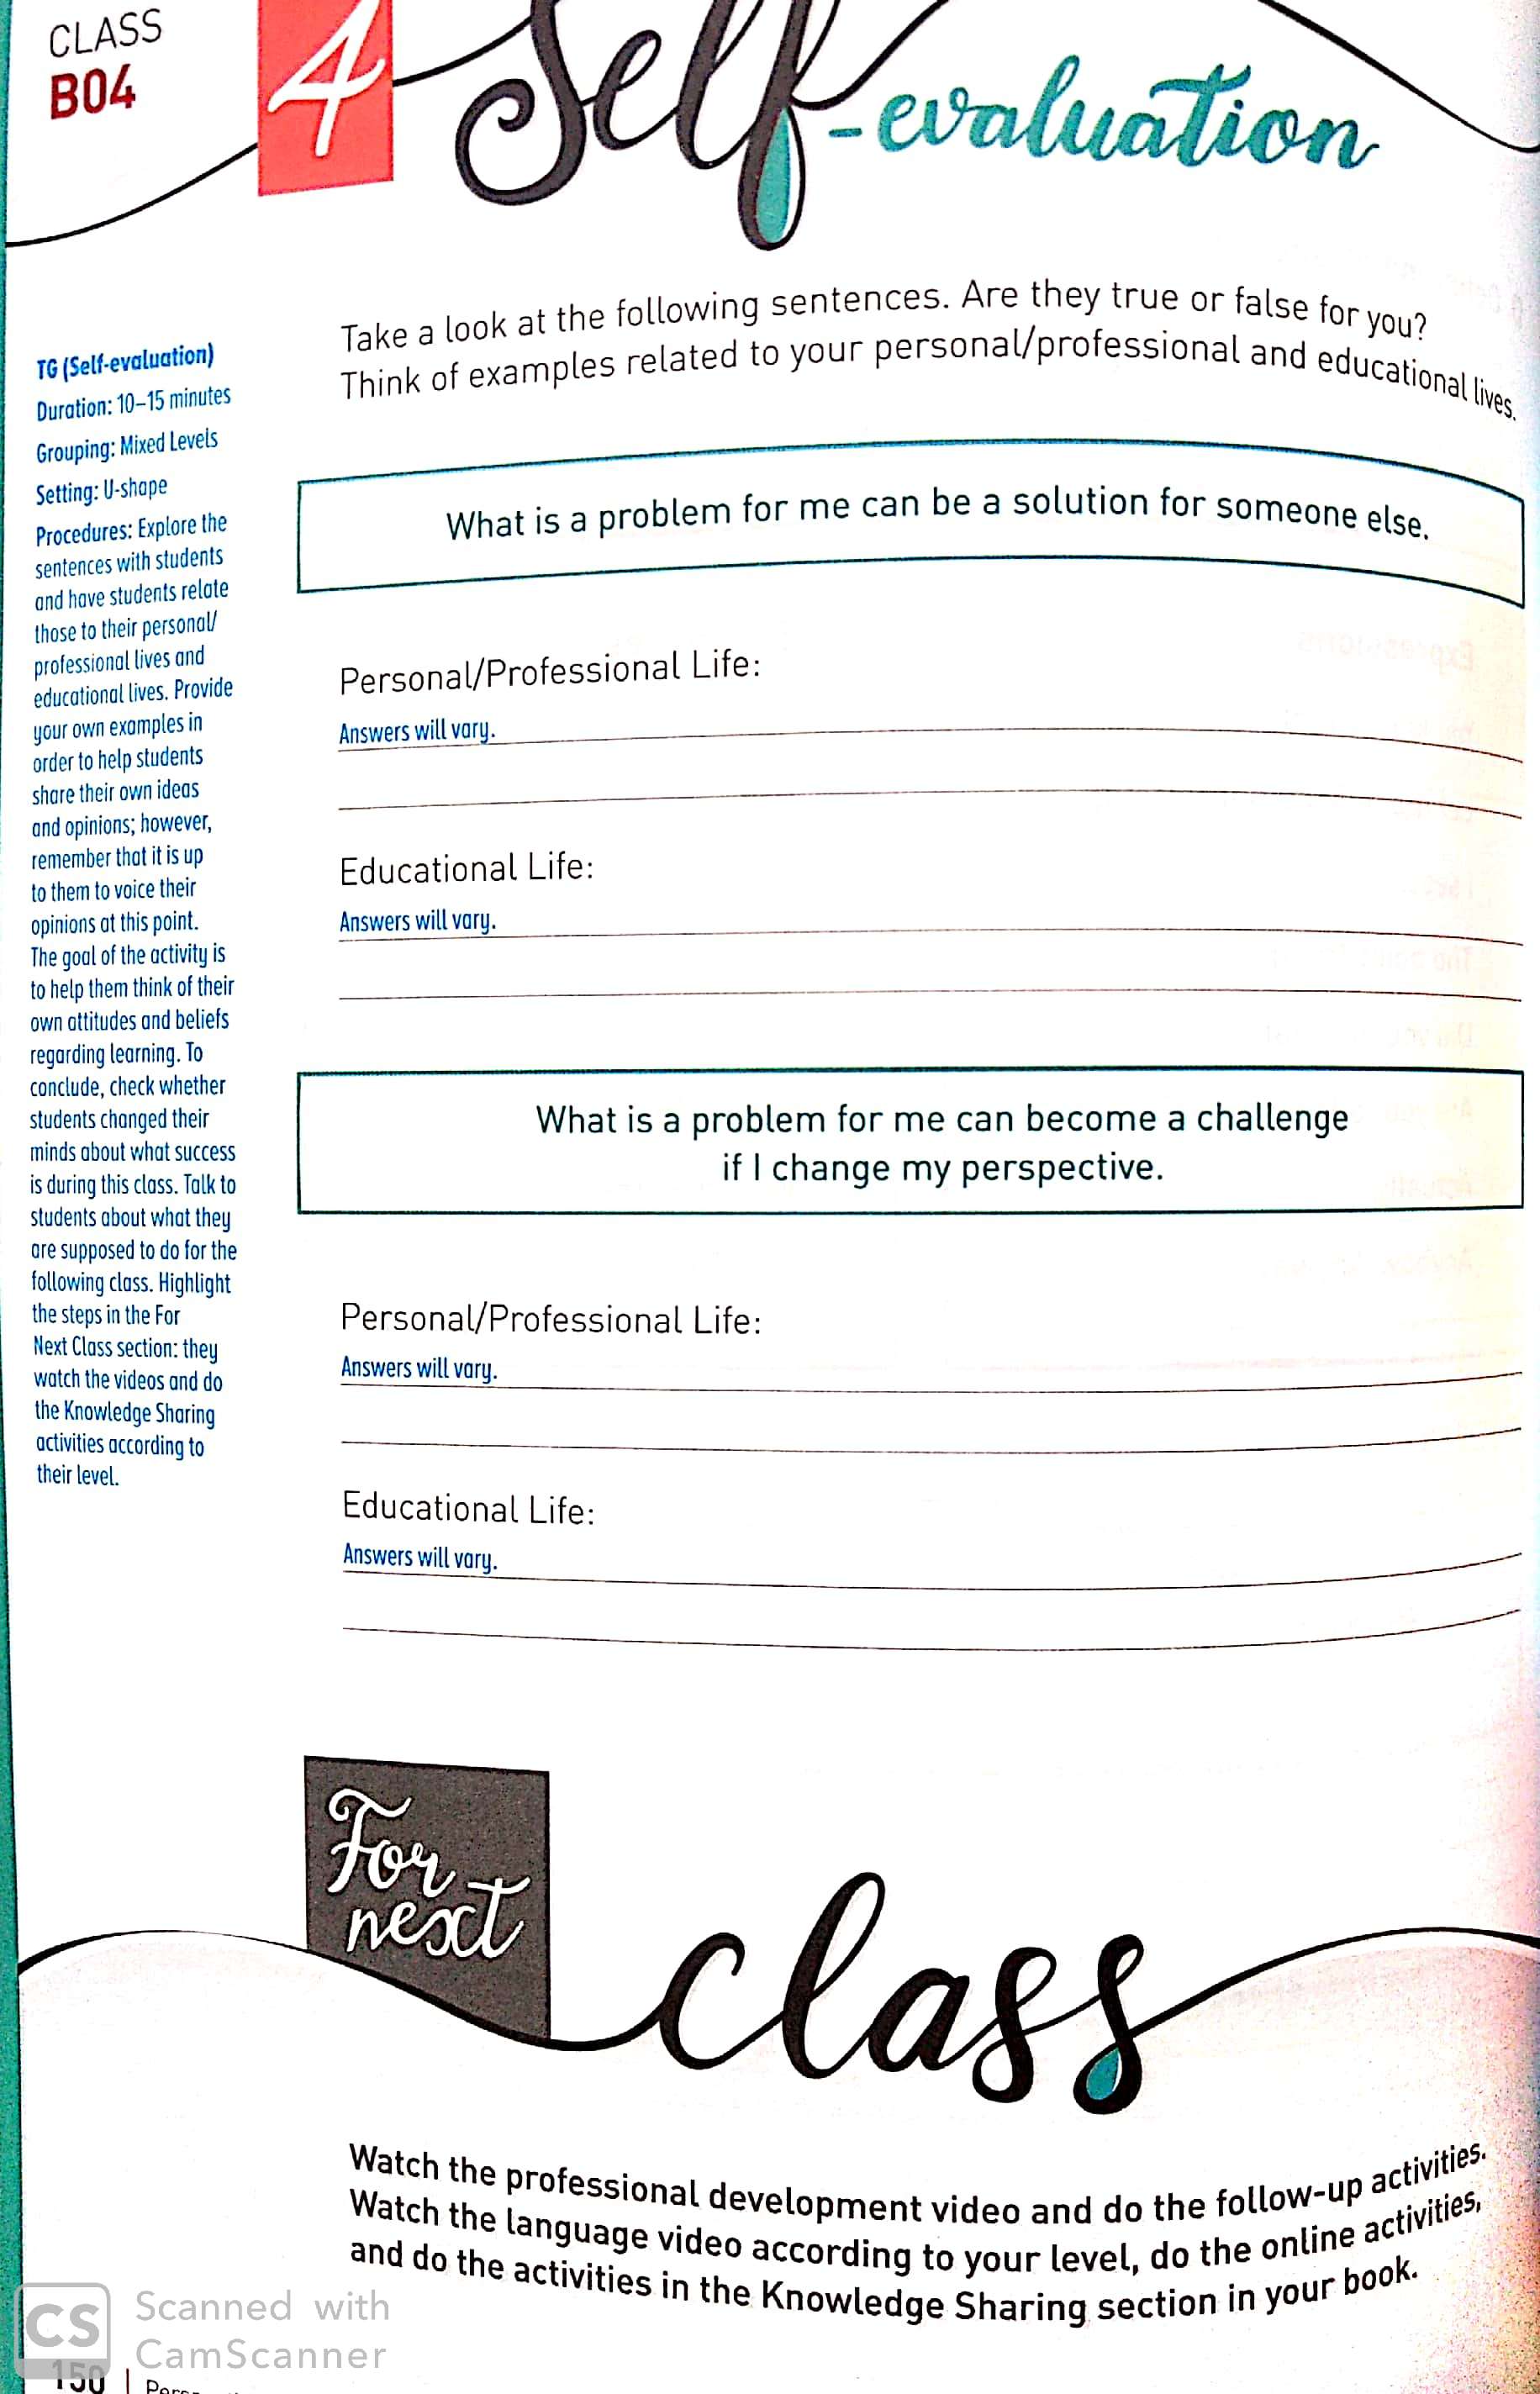 CLASS
B04
4
Self-evaluation
Take a look at the following sentences. Are they true or false for you?
Think of examples related to your personal/professional and educational lives.
TG (Self-evaluation)
Duration: 10–15 minutes
Grouping: Mixed Levels
Setting: U-shape
Procedures: Explore the
sentences with students
and have students relate
those to their personal/
professional lives and
educational lives. Provide
your own examples in
order to help students
share their own ideas
and opinions; however,
remember that it is up
to them to voice their
opinions at this point.
The goal of the activity is
to help them think of their
own attitudes and beliefs
regarding learning. To
conclude, check whether
students changed their
minds about what success
is during this class. Talk to
students about what they
are supposed to do for the
following class. Highlight
the steps in the For
Next Class section: they
watch the videos and do
the Knowledge Sharing
activities according to
their level.
What is a problem for me can be a solution for someone else.
Personal/Professional Life:
Answers will vary.
Educational Life:
Answers will vary.
What is a problem for me can become a challenge
if I change my perspective.
Personal/Professional Life:
Answers will vary.
Educational Life:
Answers will vary.
For
next
class
Watch the professional development video and do the follow-up activities.
Watch the language video according to your level, do the online activities,
and do the activities in the Knowledge Sharing section in your book.
CS
Scanned with
CamScanner
150 |